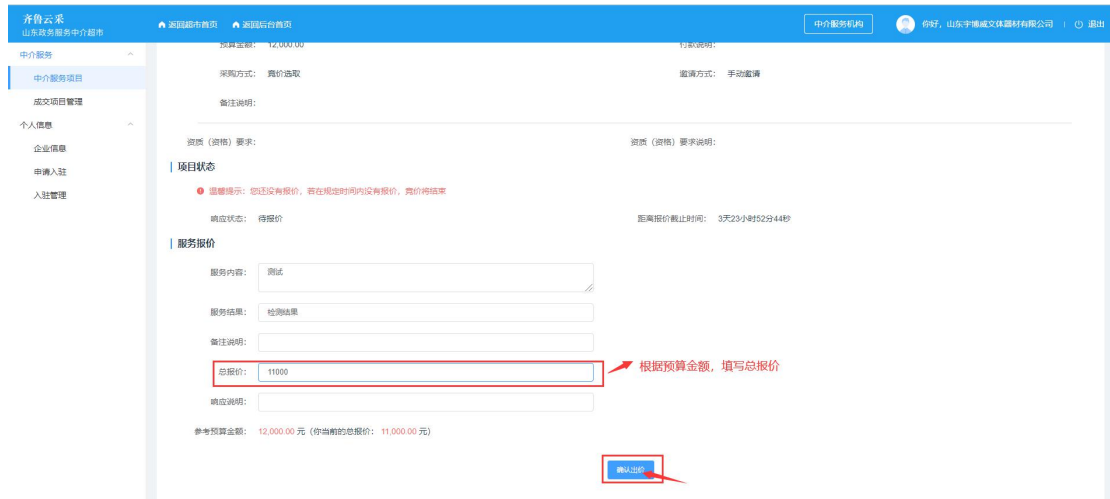 齐鲁云采
山东政务服务中介超市
返回超市首页 返回后台首页
中介服务机构
你好，山东宇博威文体器材有限公司 | 退出
中介服务
中介服务项目
成交项目管理
个人信息
企业信息
申请入驻
入驻管理
预算金额： 12,000.00 付款说明：
采购方式： 竞价选取 邀请方式： 手动邀请
备注说明：
资质（资格）要求： 资质（资格）要求说明：
项目状态
温馨提示：您还没有报价，若在规定时间内没有报价，竞价将结束
响应状态： 待报价 距离报价截止时间： 3天23小时52分44秒
服务报价
服务内容： 测试
服务结果： 检测结果
备注说明：
总报价： 11000
根据预算金额，填写总报价
响应说明：
参考预算金额： 12,000.00 元（你当前的总报价： 11,000.00 元）
确认出价